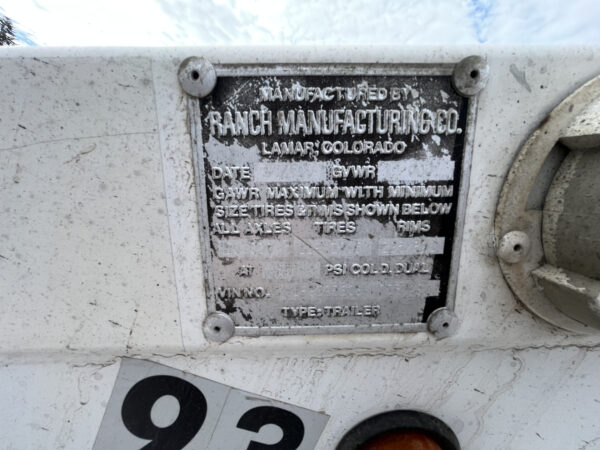 MANUFACTURED BY
RANCH MANUFACTURING CO.
LAMAR, COLORADO
DATE GVWR
GAWR MAXIMUM WITH MINIMUM
SIZE TIRES & RIMS SHOWN BELOW
ALL AXLES TIRES RIMS
AT PSI COLD, DUAL
VIN NO.
TYPE: TRAILER
93